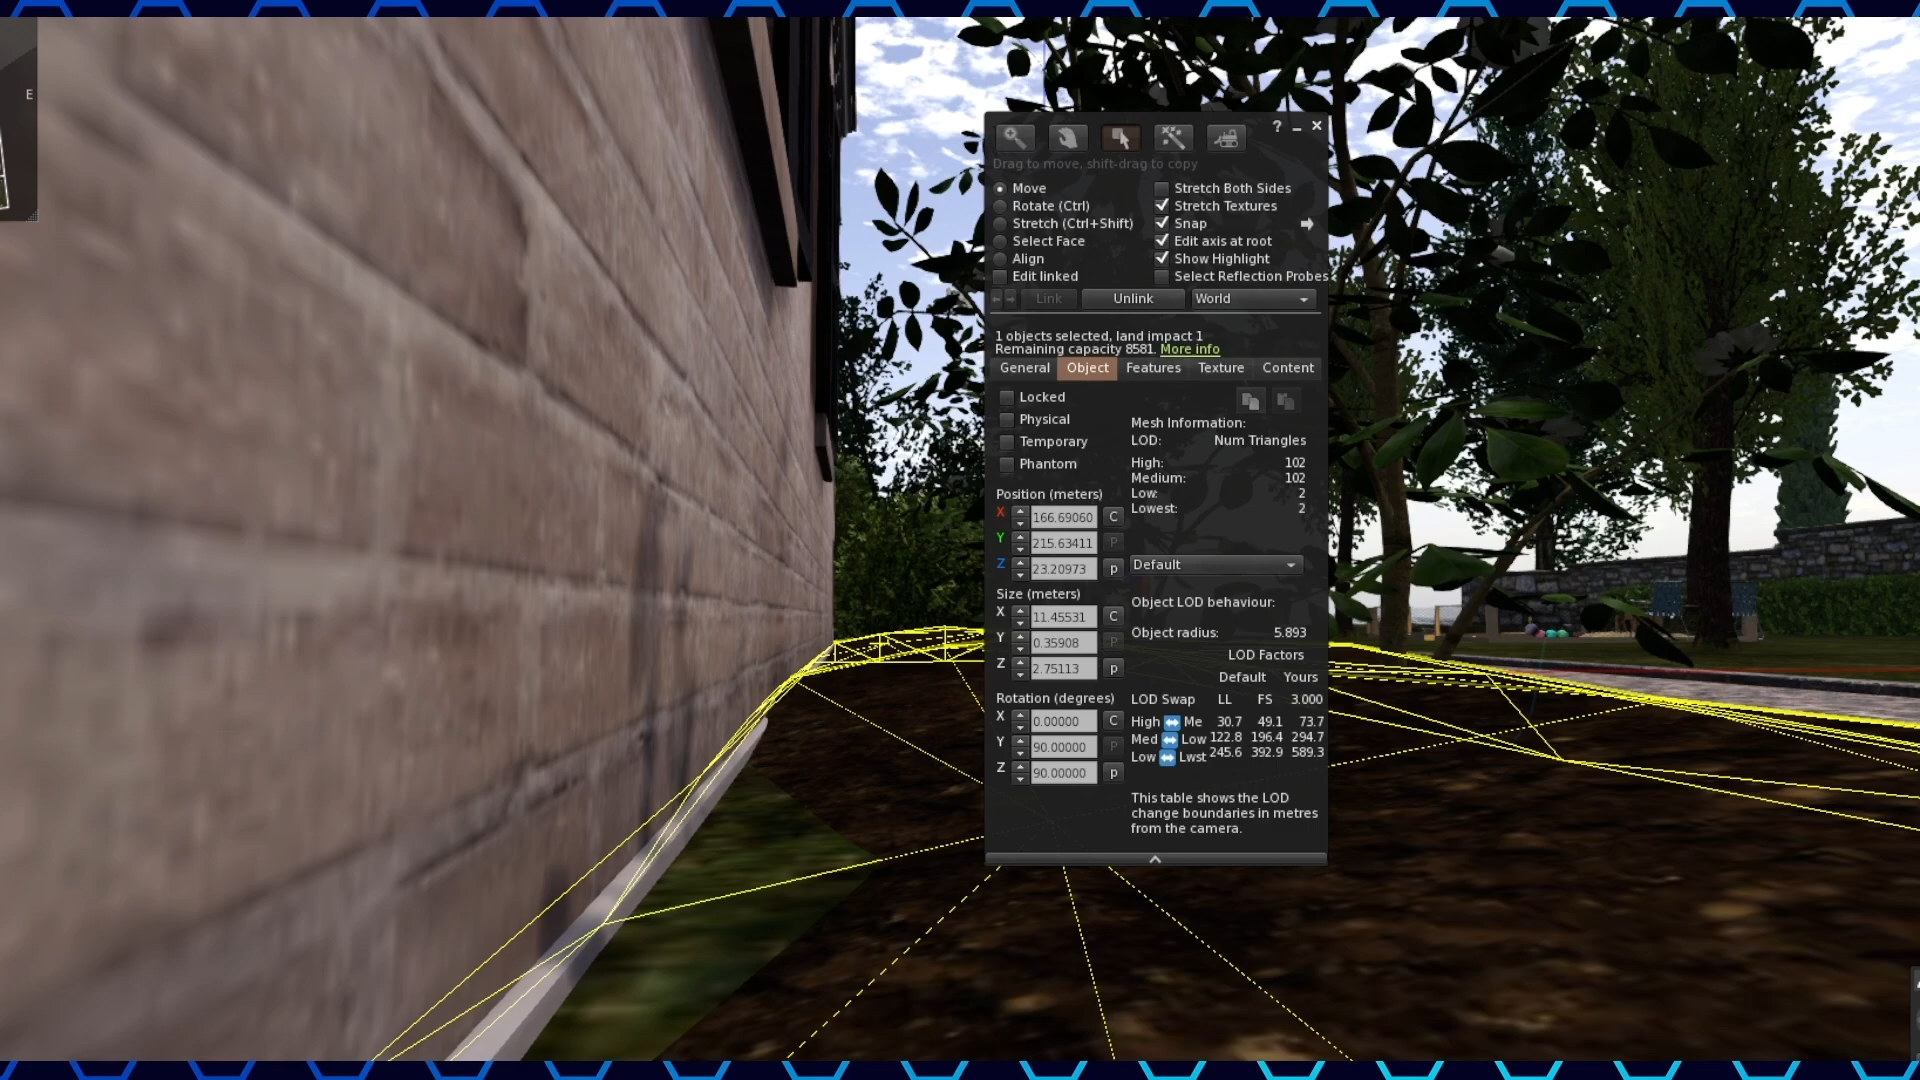 E
? _ ×
Drag to move, shift-drag to copy
Move
Rotate (Ctrl)
Stretch (Ctrl+Shift)
Select Face
Align
Edit linked
Stretch Both Sides
Stretch Textures
Snap
Edit axis at root
Show Highlight
Select Reflection Probes
Link Unlink World
1 objects selected, land impact 1
Remaining capacity 8581. More info
General Object Features Texture Content
Locked
Physical
Temporary
Phantom
Position (meters)
X 166.69060 C
Y 215.63411 P
Z 23.20973 p
Size (meters)
X 11.45531 C
Y 0.35908 P
Z 2.75113 p
Rotation (degrees)
X 0.00000 C
Y 90.00000 P
Z 90.00000 p
Mesh Information:
LOD: Num Triangles
High: 102
Medium: 102
Low: 2
Lowest: 2
Default
Object LOD behaviour:
Object radius: 5.893
LOD Factors
Default Yours
LOD Swap LL FS 3.000
High ↔ Me 30.7 49.1 73.7
Med ↔ Low 122.8 196.4 294.7
Low ↔ Lwst 245.6 392.9 589.3
This table shows the LOD
change boundaries in metres
from the camera.